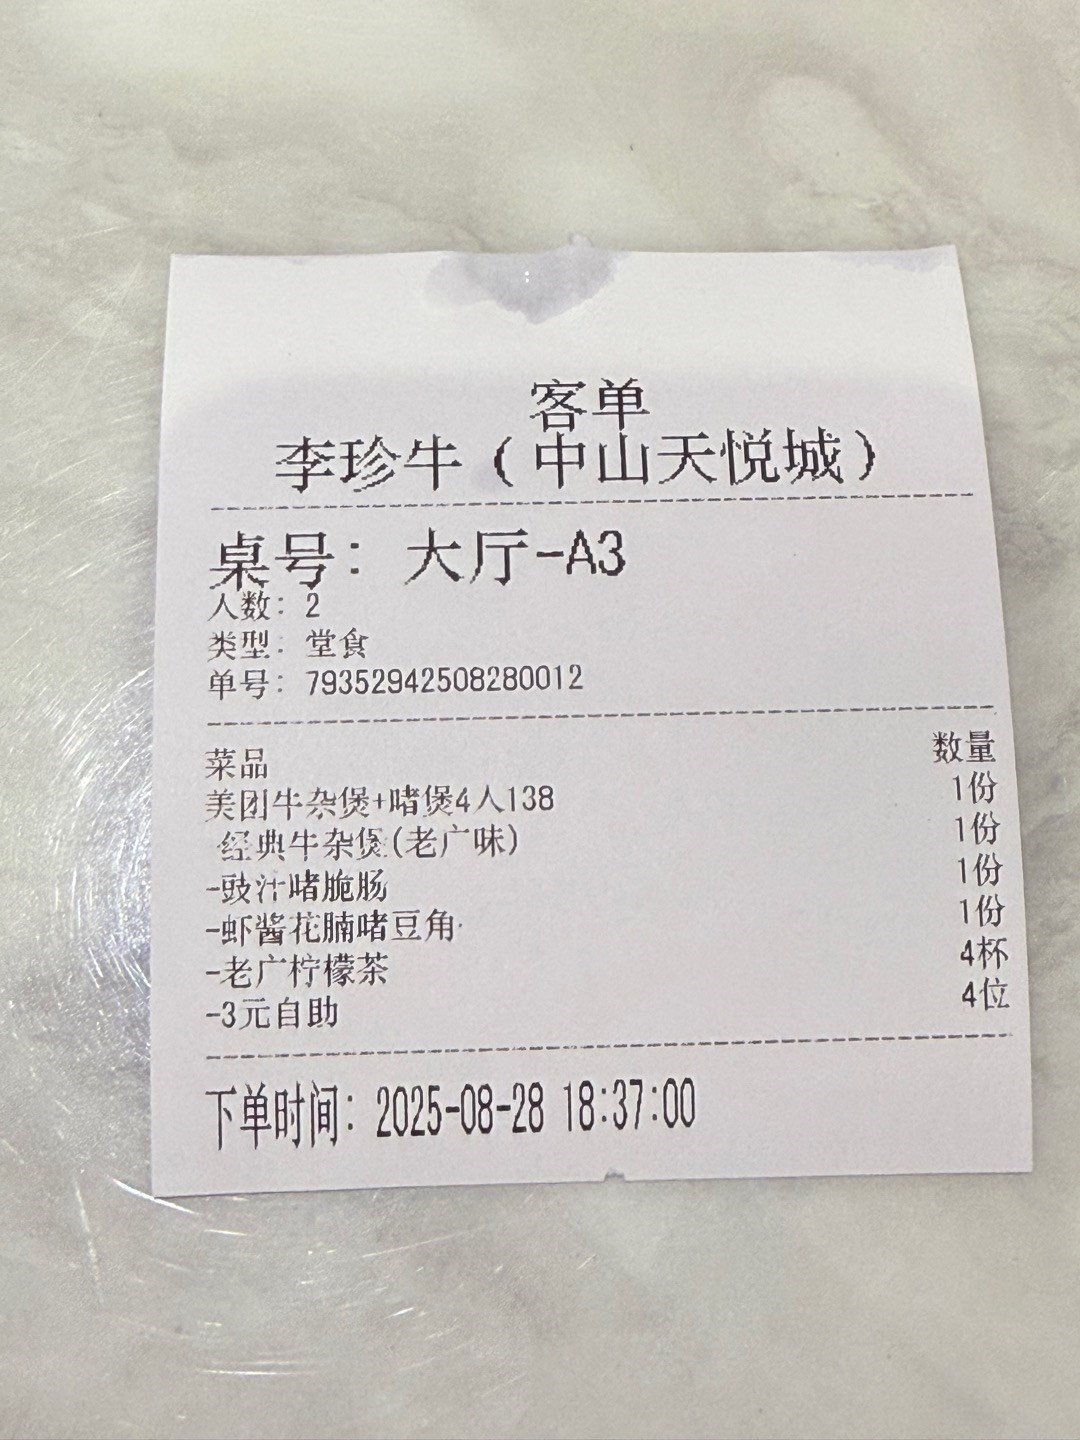 客单
李珍牛（中山天悦城）
桌号：大厅-A3
人数：2
类型：堂食
单号：79352942508280012
菜品 数量
美团牛杂煲+啫煲4人138 1份
经典牛杂煲(老广味) 1份
-豉汁啫脆肠 1份
-虾酱花腩啫豆角 1份
-老广柠檬茶 4杯
-3元自助 4位
下单时间：2025-08-28 18:37:00